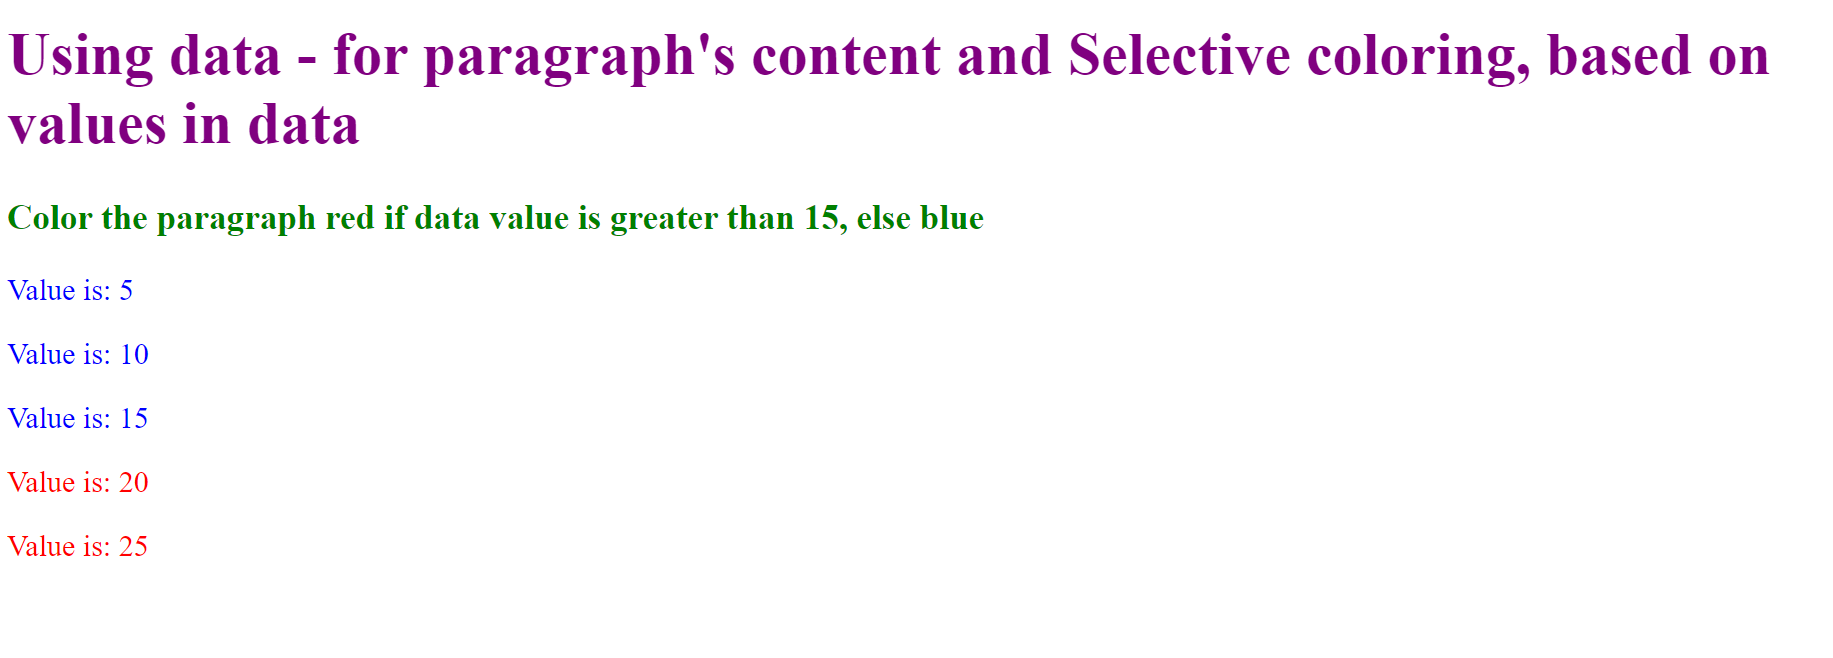 Using data - for paragraph's content and Selective coloring, based on
values in data
Color the paragraph red if data value is greater than 15, else blue
Value is: 5
Value is: 10
Value is: 15
Value is: 20
Value is: 25